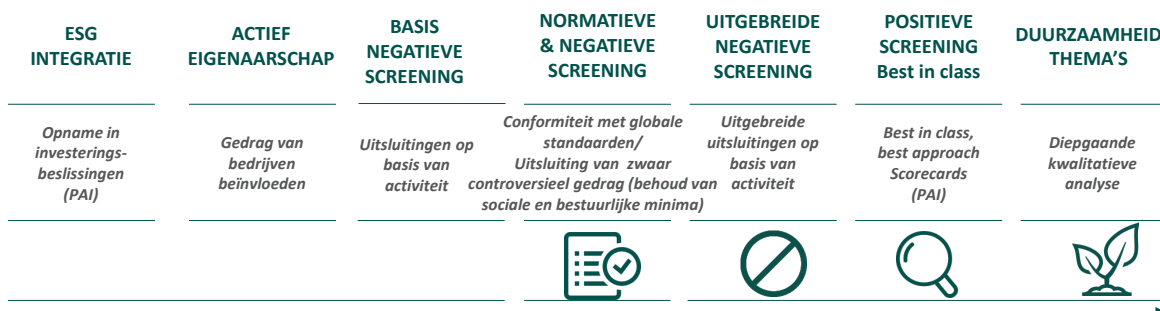 ESG
INTEGRATIE
ACTIEF
EIGENAARSCHAP
BASIS
NEGATIEVE
SCREENING
NORMATIEVE
& NEGATIEVE
SCREENING
UITGEBREIDE
NEGATIEVE
SCREENING
POSITIEVE
SCREENING
Best in class
DUURZAAMHEID
THEMA'S
Opname in
investerings-
beslissingen
(PAI)
Gedrag van
bedrijven
beïnvloeden
Uitsluitingen op
basis van
activiteit
Conformiteit met globale
standaarden/
Uitsluiting van zwaar
controversieel gedrag (behoud van
sociale en bestuurlijke minima)
Uitgebreide
uitsluitingen op
basis van
activiteit
Best in class,
best approach
Scorecards
(PAI)
Diepgaande
kwalitatieve
analyse